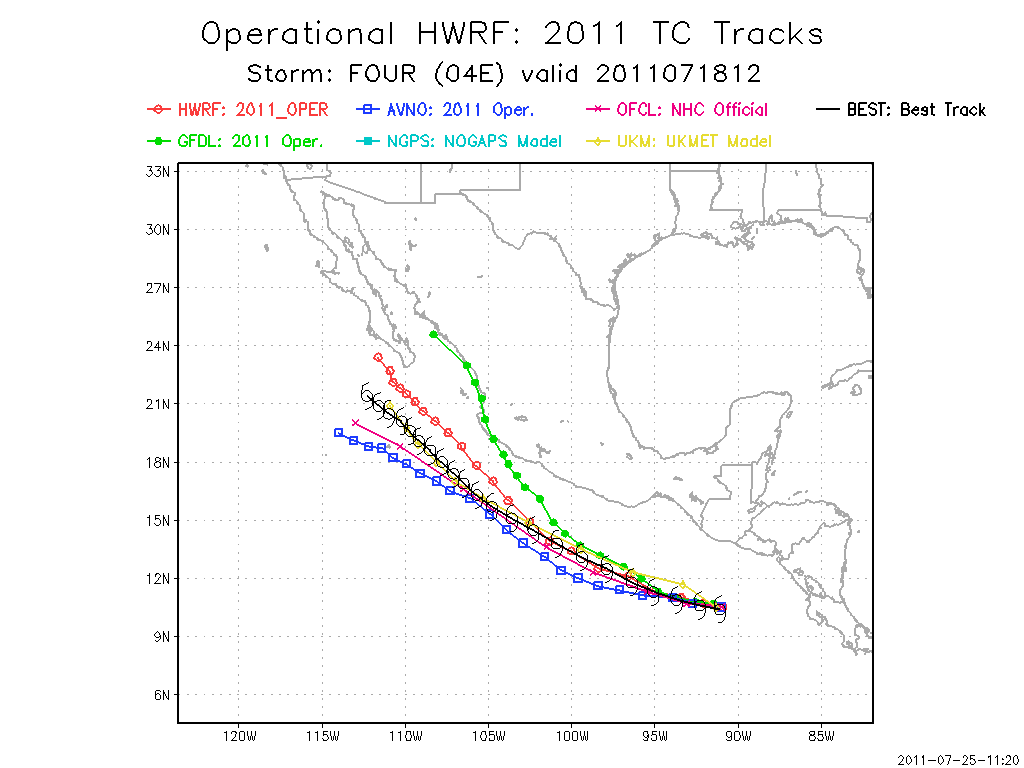 Operational HWRF: 2011 TC Tracks
Storm: FOUR (04E) valid 2011071812
HWRF: 2011_OPER AVNO: 2011 Oper. OFCL: NHC Official BEST: Best Track
GFDL: 2011 Oper. NGPS: NOGAPS Model UKM: UKMET Model
33N
30N
27N
24N
21N
18N
15N
12N
9N
6N
120W 115W 110W 105W 100W 95W 90W 85W
2011-07-25-11:20